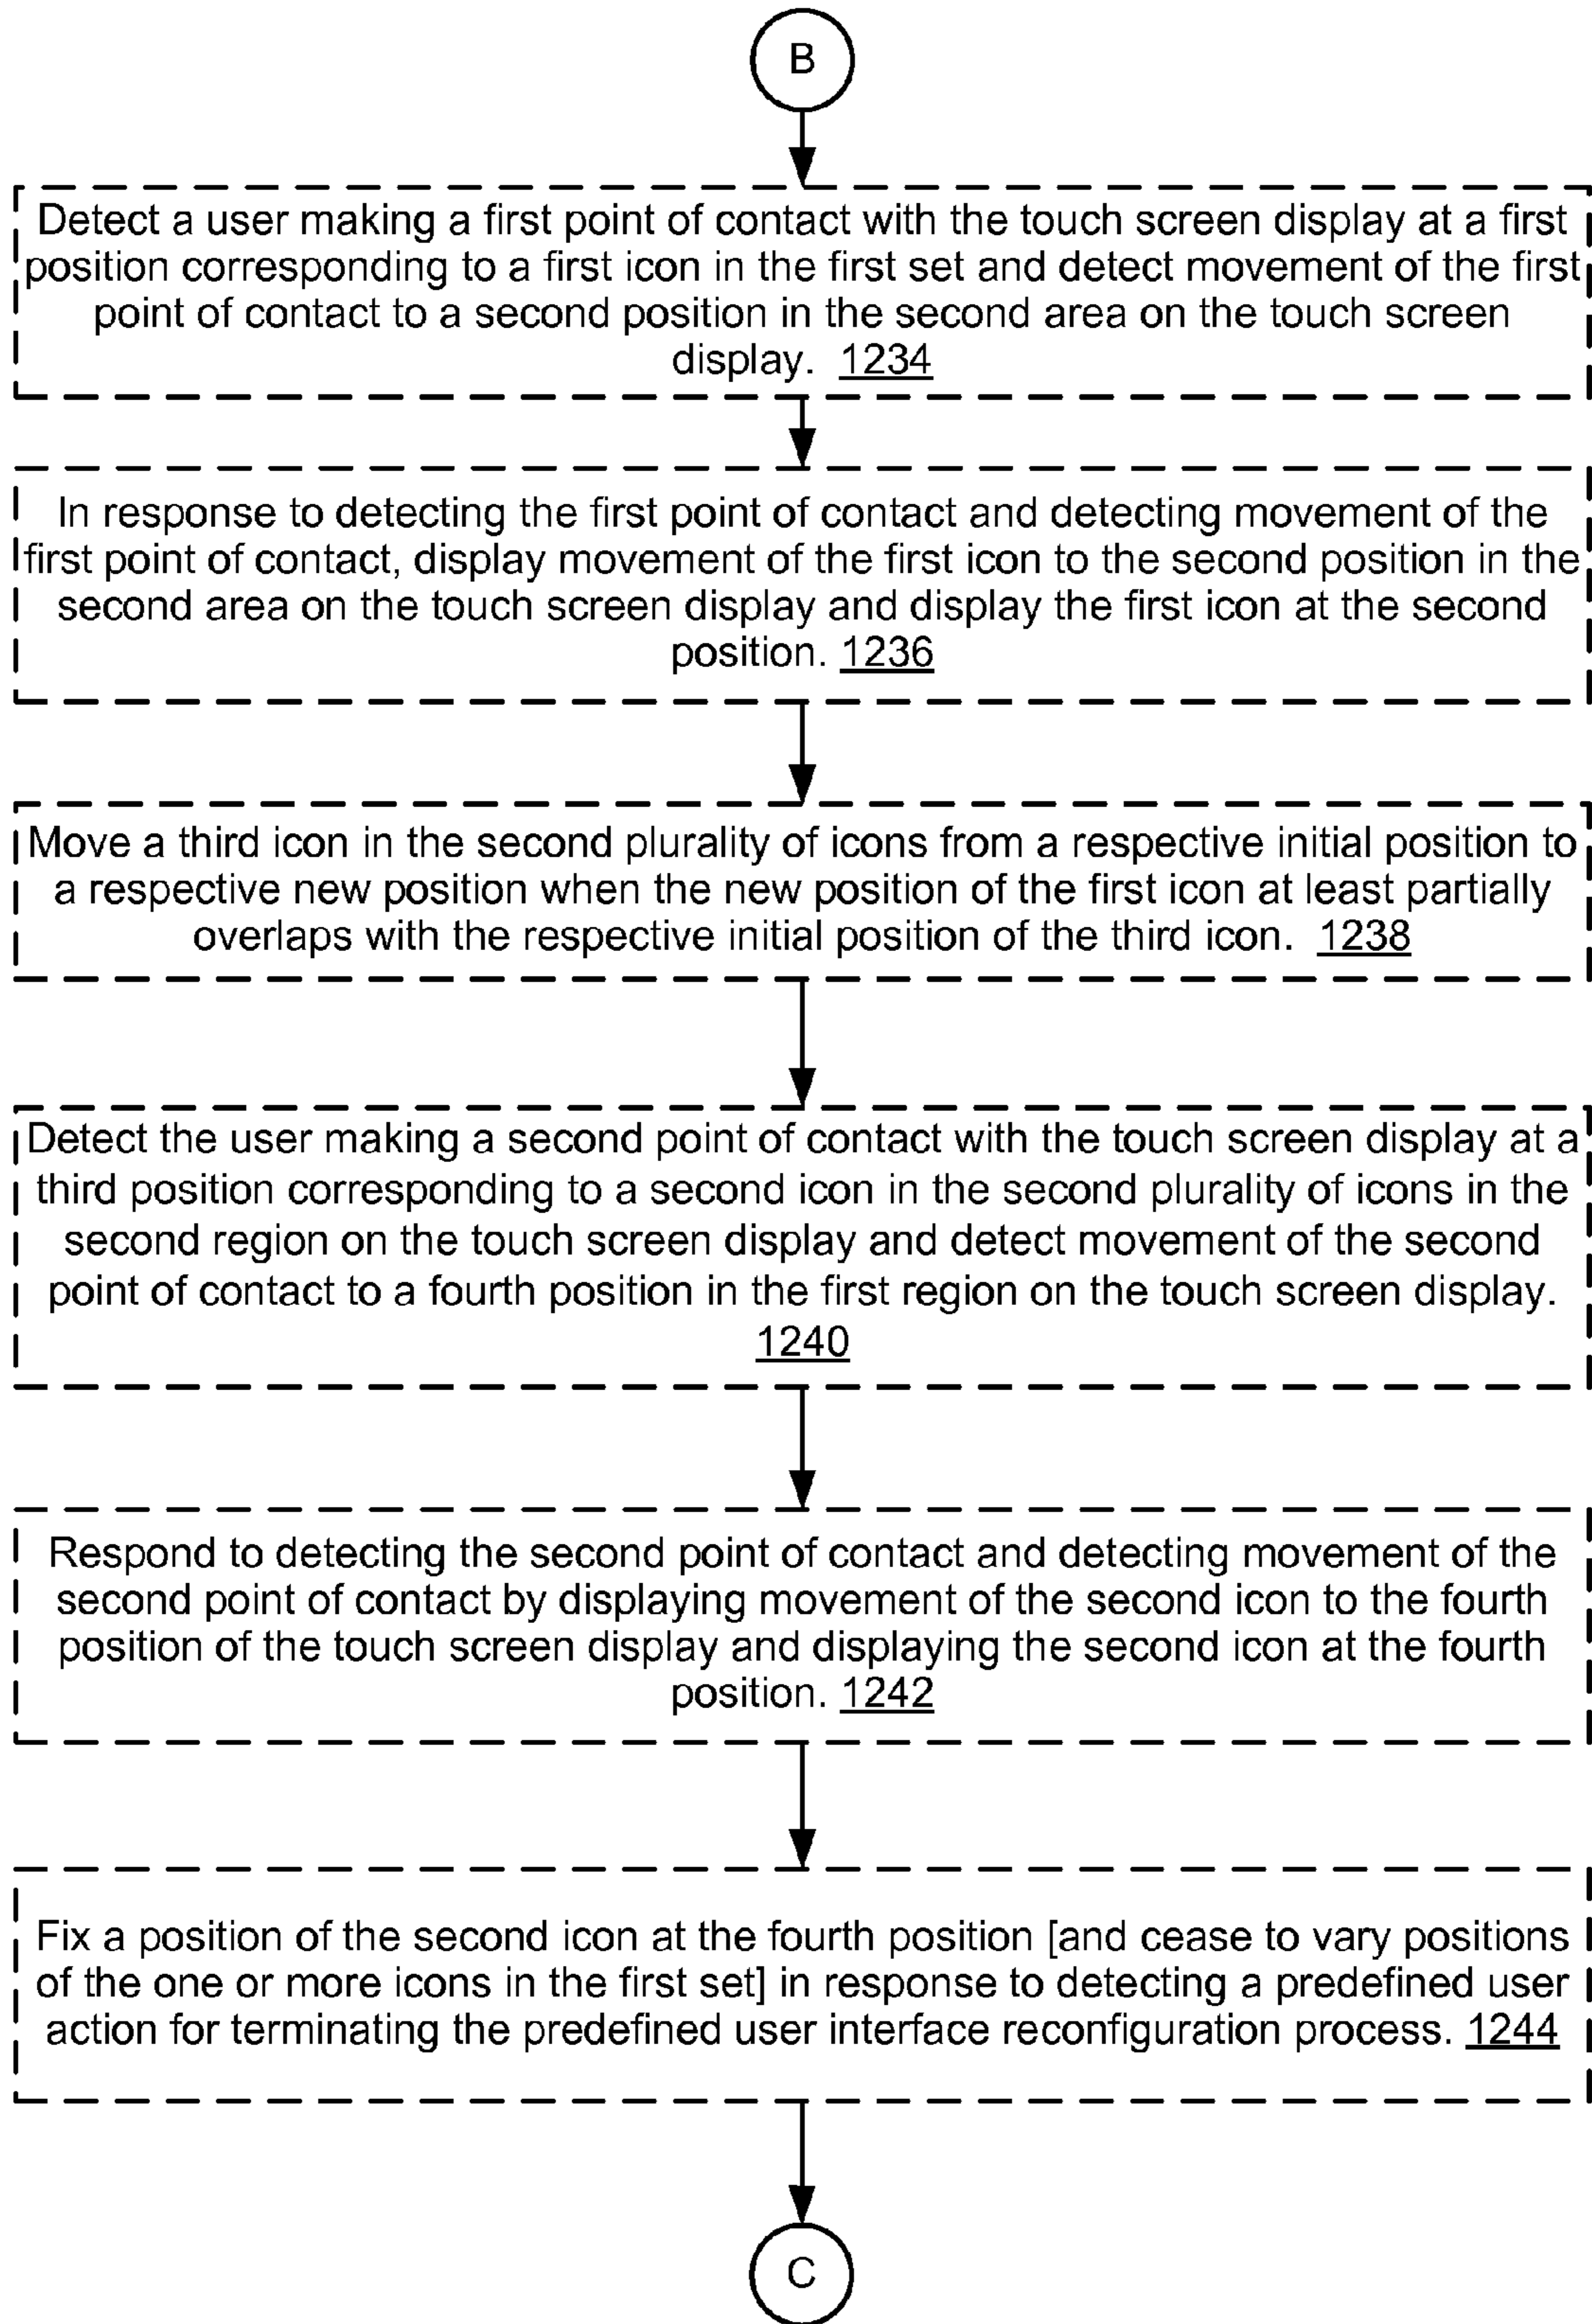 B
Detect a user making a first point of contact with the touch screen display at a first
position corresponding to a first icon in the first set and detect movement of the first
point of contact to a second position in the second area on the touch screen
display. 1234
In response to detecting the first point of contact and detecting movement of the
first point of contact, display movement of the first icon to the second position in the
second area on the touch screen display and display the first icon at the second
position. 1236
Move a third icon in the second plurality of icons from a respective initial position to
a respective new position when the new position of the first icon at least partially
overlaps with the respective initial position of the third icon. 1238
Detect the user making a second point of contact with the touch screen display at a
third position corresponding to a second icon in the second plurality of icons in the
second region on the touch screen display and detect movement of the second
point of contact to a fourth position in the first region on the touch screen display.
1240
Respond to detecting the second point of contact and detecting movement of the
second point of contact by displaying movement of the second icon to the fourth
position of the touch screen display and displaying the second icon at the fourth
position. 1242
Fix a position of the second icon at the fourth position [and cease to vary positions
of the one or more icons in the first set] in response to detecting a predefined user
action for terminating the predefined user interface reconfiguration process. 1244
C